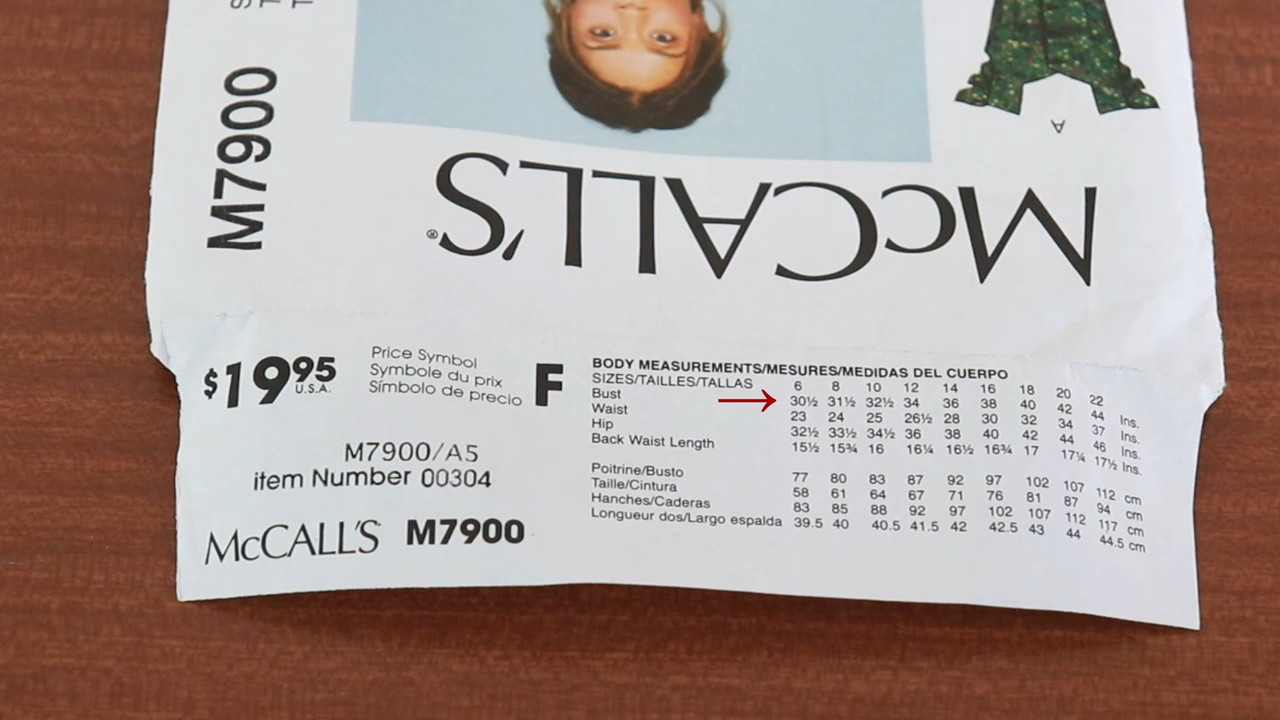 M7900
A
McCALL'S®
$19.95
U.S.A.
Price Symbol
Symbole du prix
Símbolo de precio
F
M7900/A5
item Number 00304
McCALL'S M7900
BODY MEASUREMENTS/MESURES/MEDIDAS DEL CUERPO
SIZES/TAILLES/TALLAS 6 8 10 12 14 16 18 20 22
Bust 30½ 31½ 32½ 34 36 38 40 42 44 Ins.
Waist 23 24 25 26½ 28 30 32 34 37 Ins.
Hip 32½ 33½ 34½ 36 38 40 42 44 46 Ins.
Back Waist Length 15½ 15¾ 16 16¼ 16½ 16¾ 17 17¼ 17½ Ins.
Poitrine/Busto 77 80 83 87 92 97 102 107 112 cm
Taille/Cintura 58 61 64 67 71 76 81 87 94 cm
Hanches/Caderas 83 85 88 92 97 102 107 112 117 cm
Longueur dos/Largo espalda 39.5 40 40.5 41.5 42 42.5 43 44 44.5 cm